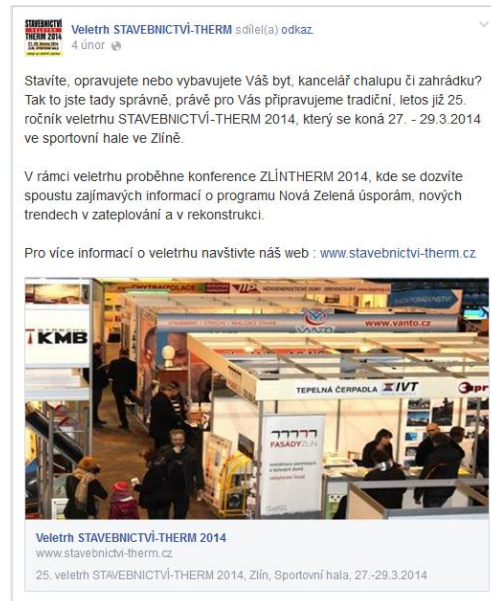 STAVEBNICTVÍ
THERM 2014
Veletrh STAVEBNICTVÍ-THERM sdílel(a) odkaz.
4 únor
Stavíte, opravujete nebo vybavujete Váš byt, kancelář chalupu či zahrádku?
Tak to jste tady správně, právě pro Vás připravujeme tradiční, letos již 25.
ročník veletrhu STAVEBNICTVÍ-THERM 2014, který se koná 27. - 29.3.2014
ve sportovní hale ve Zlíně.
V rámci veletrhu proběhne konference ZLÍNTHERM 2014, kde se dozvíte
spoustu zajímavých informací o programu Nová Zelená úsporám, nových
trendech v zateplování a v rekonstrukci.
Pro více informací o veletrhu navštivte náš web : www.stavebnictvi-therm.cz
VANTO
www.vanto.cz
KMB
TEPELNÁ ČERPADLA IVT
FASÁDYZLÍN
Veletrh STAVEBNICTVÍ-THERM 2014
www.stavebnictvi-therm.cz
25. veletrh STAVEBNICTVÍ-THERM 2014, Zlín, Sportovní hala, 27.-29.3.2014